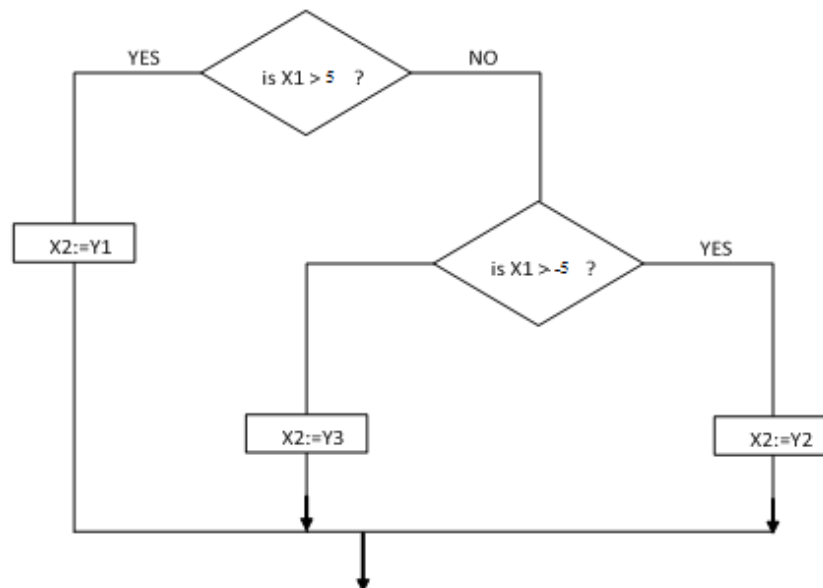 YES
is X1 > 5 ?
NO
X2:=Y1
is X1 > -5 ?
YES
X2:=Y3
X2:=Y2